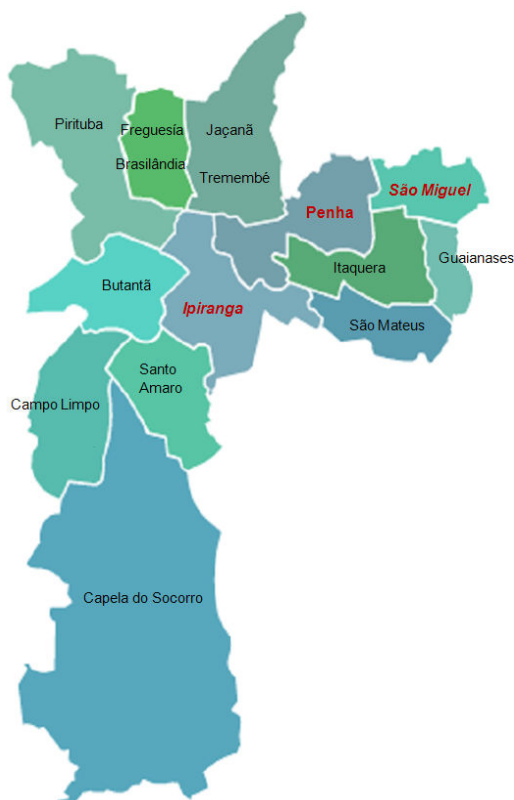 Pirituba
Freguesía
Brasilândia
Jaçanã
Tremembé
Penha
São Miguel
Guaianases
Itaquera
Butantã
Ipiranga
São Mateus
Santo
Amaro
Campo Limpo
Capela do Socorro